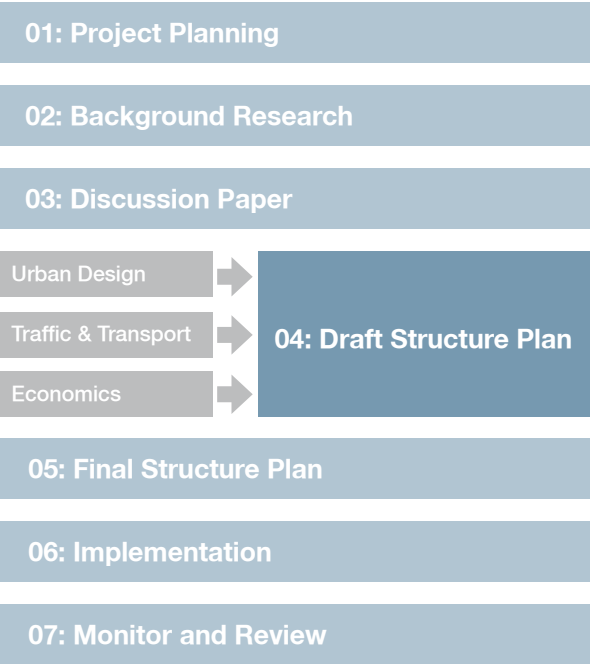 01: Project Planning
02: Background Research
03: Discussion Paper
Urban Design
Traffic & Transport
Economics
04: Draft Structure Plan
05: Final Structure Plan
06: Implementation
07: Monitor and Review